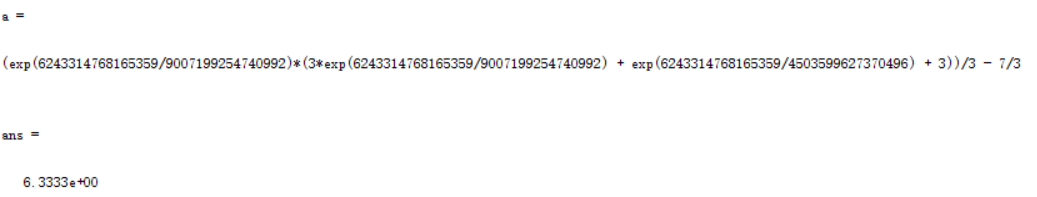 a =
(exp(6243314768165359/9007199254740992)*(3*exp(6243314768165359/9007199254740992) + exp(6243314768165359/4503599627370496) + 3))/3 - 7/3
ans =
6.3333e+00